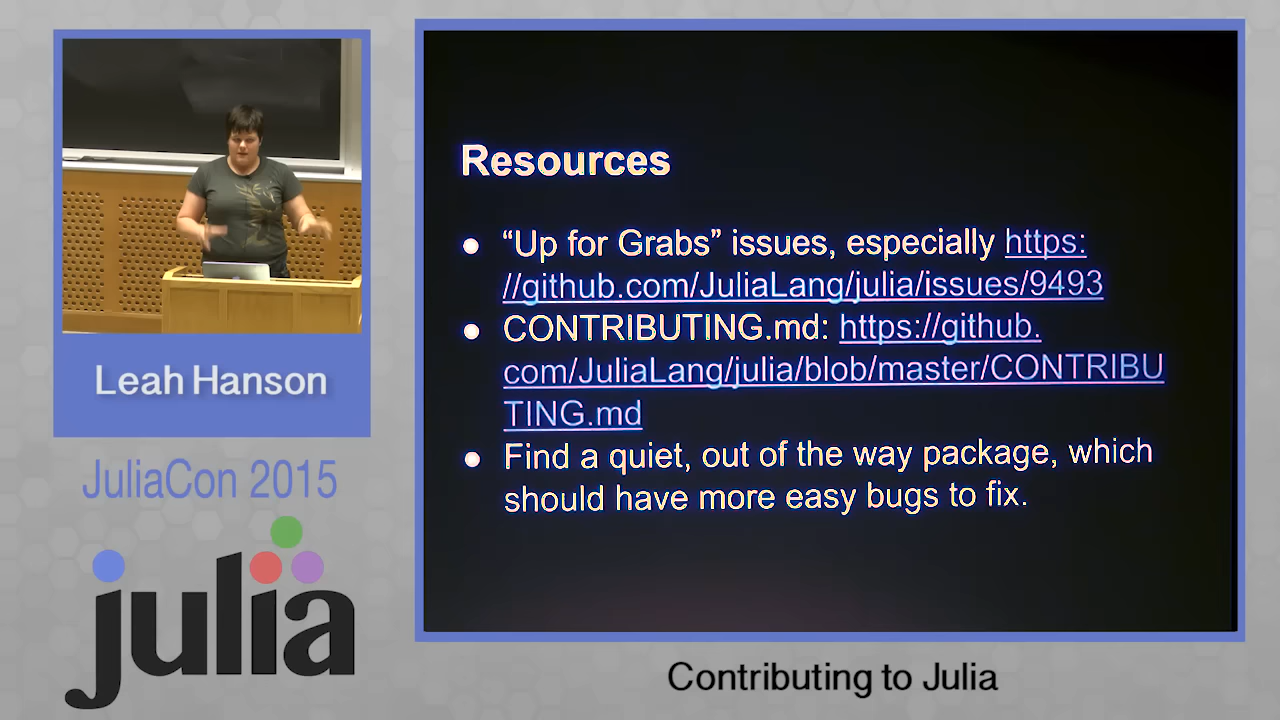 Leah Hanson
JuliaCon 2015
julia
Resources
● “Up for Grabs” issues, especially https:
//github.com/JuliaLang/julia/issues/9493
● CONTRIBUTING.md: https://github.
com/JuliaLang/julia/blob/master/CONTRIBU
TING.md
● Find a quiet, out of the way package, which
should have more easy bugs to fix.
Contributing to Julia